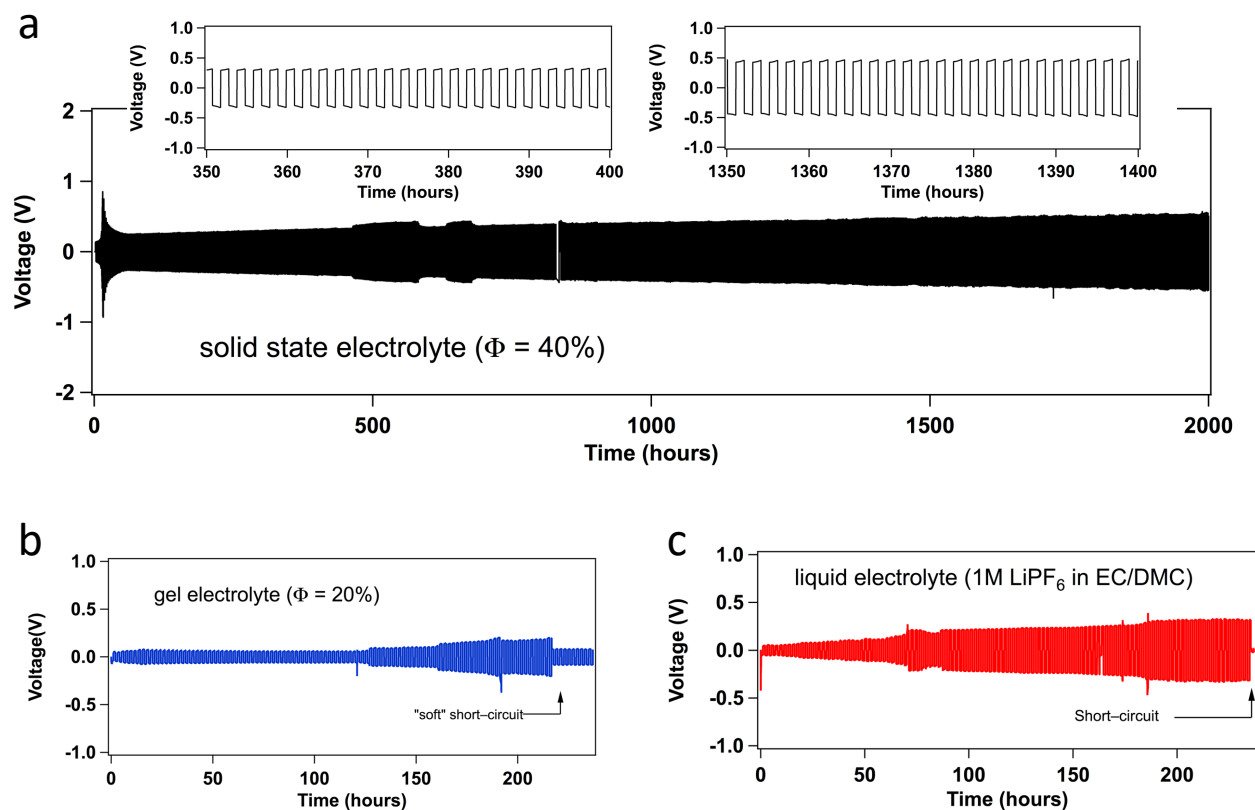 a
1.0
0.5
0.0
-0.5
-1.0
Voltage (V)
350 360 370 380 390 400
Time (hours)
1.0
0.5
0.0
-0.5
-1.0
Voltage (V)
1350 1360 1370 1380 1390 1400
Time (hours)
2
1
0
-1
-2
Voltage (V)
solid state electrolyte (Φ = 40%)
0 500 1000 1500 2000
Time (hours)
b
1.0
0.5
0.0
-0.5
-1.0
Voltage(V)
gel electrolyte (Φ = 20%)
"soft" short–circuit
0 50 100 150 200
Time (hours)
c
1.0
0.5
0.0
-0.5
-1.0
Voltage (V)
liquid electrolyte (1M LiPF6 in EC/DMC)
Short–circuit
0 50 100 150 200
Time (hours)